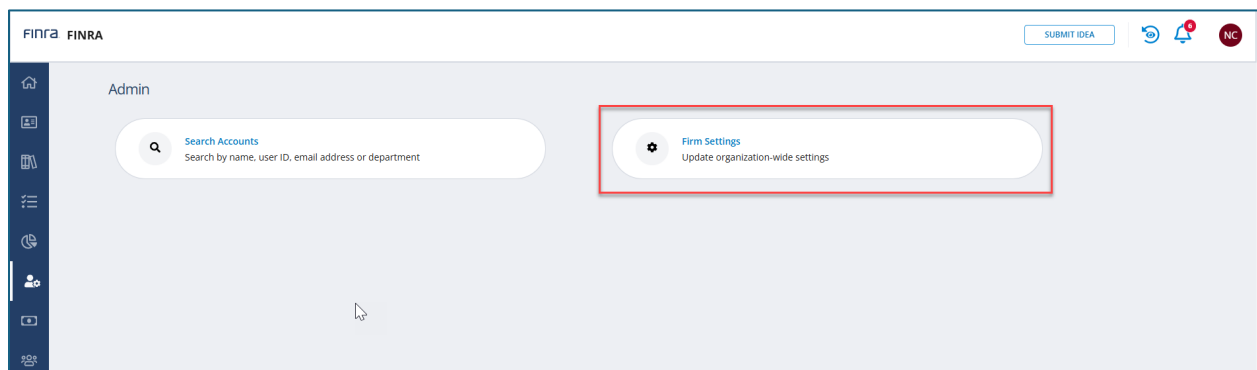 Finra FINRA
SUBMIT IDEA
6
NC
Admin
Search Accounts
Search by name, user ID, email address or department
Firm Settings
Update organization-wide settings